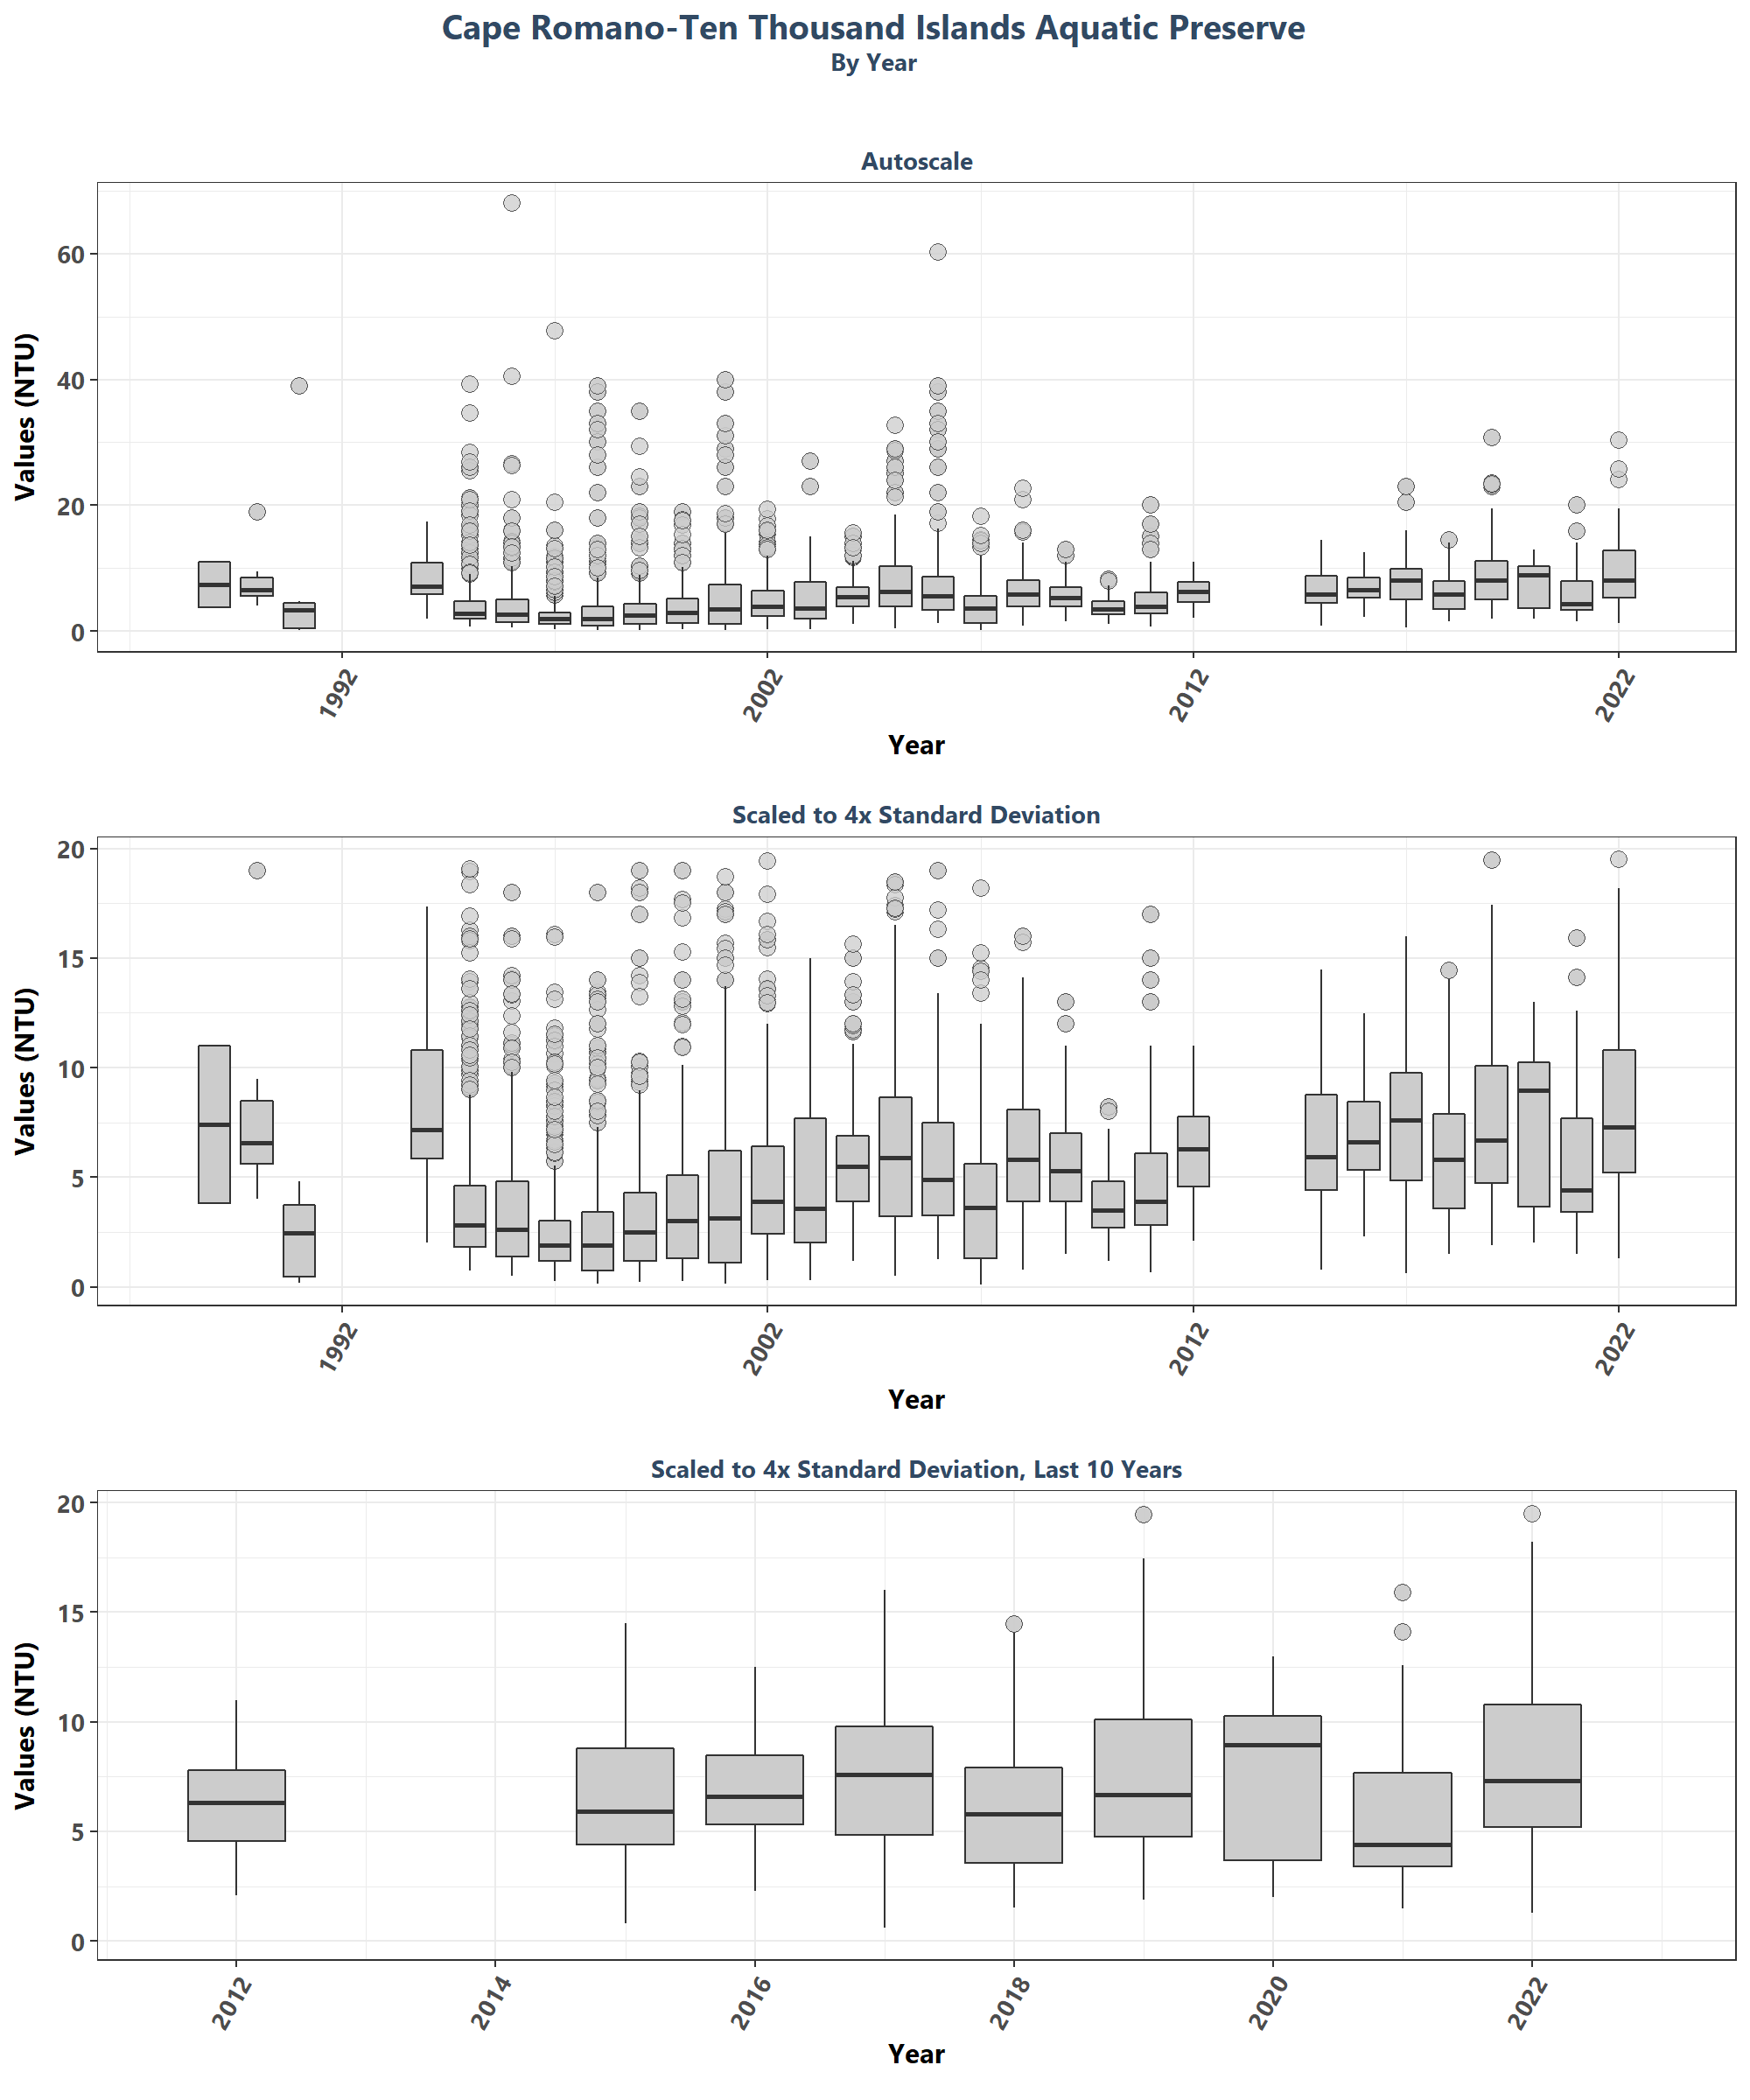 Cape Romano-Ten Thousand Islands Aquatic Preserve
By Year
Autoscale
Values (NTU)
60
40
20
0
1992
2002
2012
2022
Year
Scaled to 4x Standard Deviation
Values (NTU)
20
15
10
5
0
1992
2002
2012
2022
Year
Scaled to 4x Standard Deviation, Last 10 Years
Values (NTU)
20
15
10
5
0
2012
2014
2016
2018
2020
2022
Year